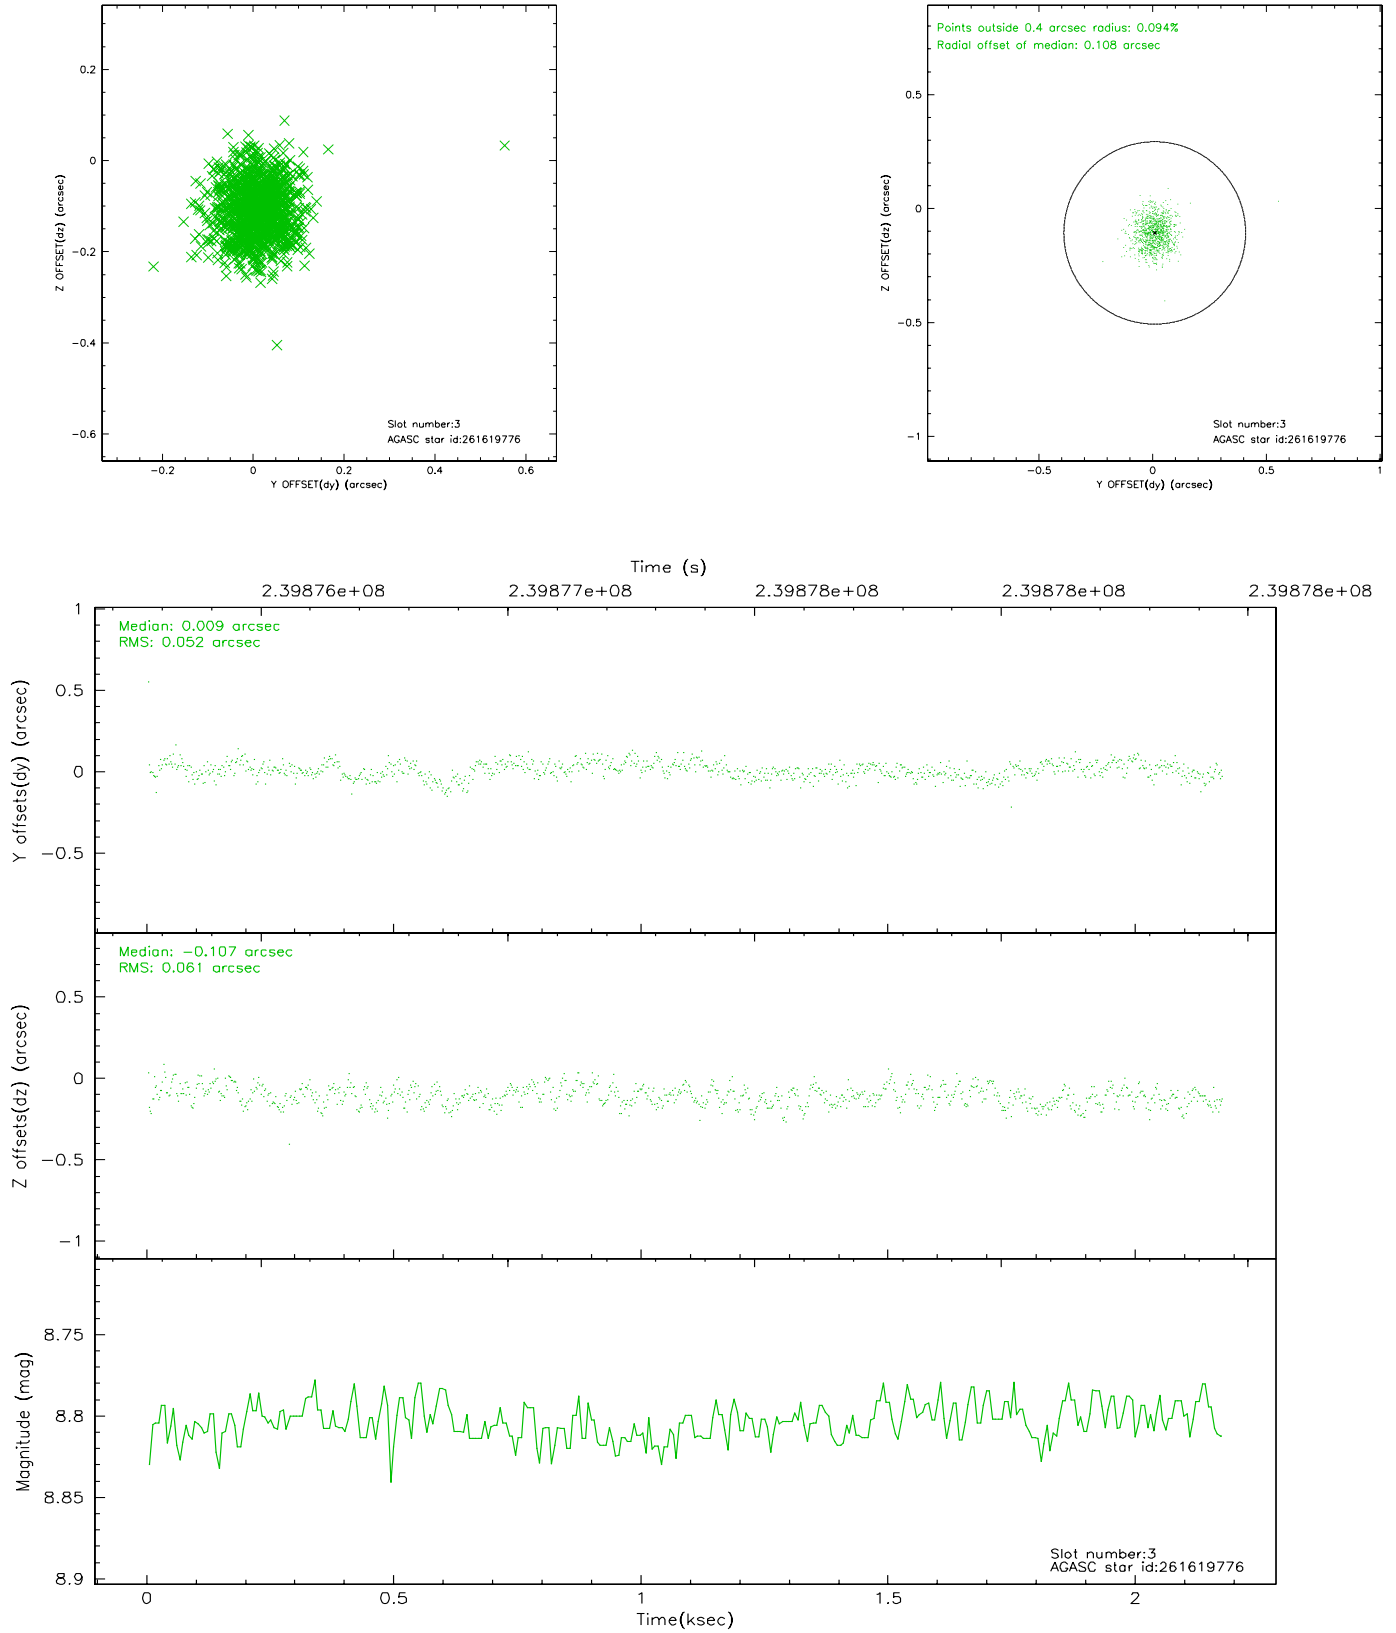 0.2
0
−0.2
−0.4
−0.6
Z OFFSET(dz) (arcsec)
Slot number:3
AGASC star id:261619776
−0.2 0 0.2 0.4 0.6
Y OFFSET(dy) (arcsec)
Points outside 0.4 arcsec radius: 0.094%
Radial offset of median: 0.108 arcsec
0.5
0
−0.5
−1
Z OFFSET(dz) (arcsec)
Slot number:3
AGASC star id:261619776
−0.5 0 0.5 1
Y OFFSET(dy) (arcsec)
Time (s)
2.39876e+08 2.39877e+08 2.39878e+08 2.39878e+08 2.39878e+08
1
0.5
0
−0.5
Y offsets(dy) (arcsec)
Median: 0.009 arcsec
RMS: 0.052 arcsec
0.5
0
−0.5
−1
Z offsets(dz) (arcsec)
Median: −0.107 arcsec
RMS: 0.061 arcsec
8.75
8.8
8.85
8.9
Magnitude (mag)
Slot number:3
AGASC star id:261619776
0 0.5 1 1.5 2
Time(ksec)